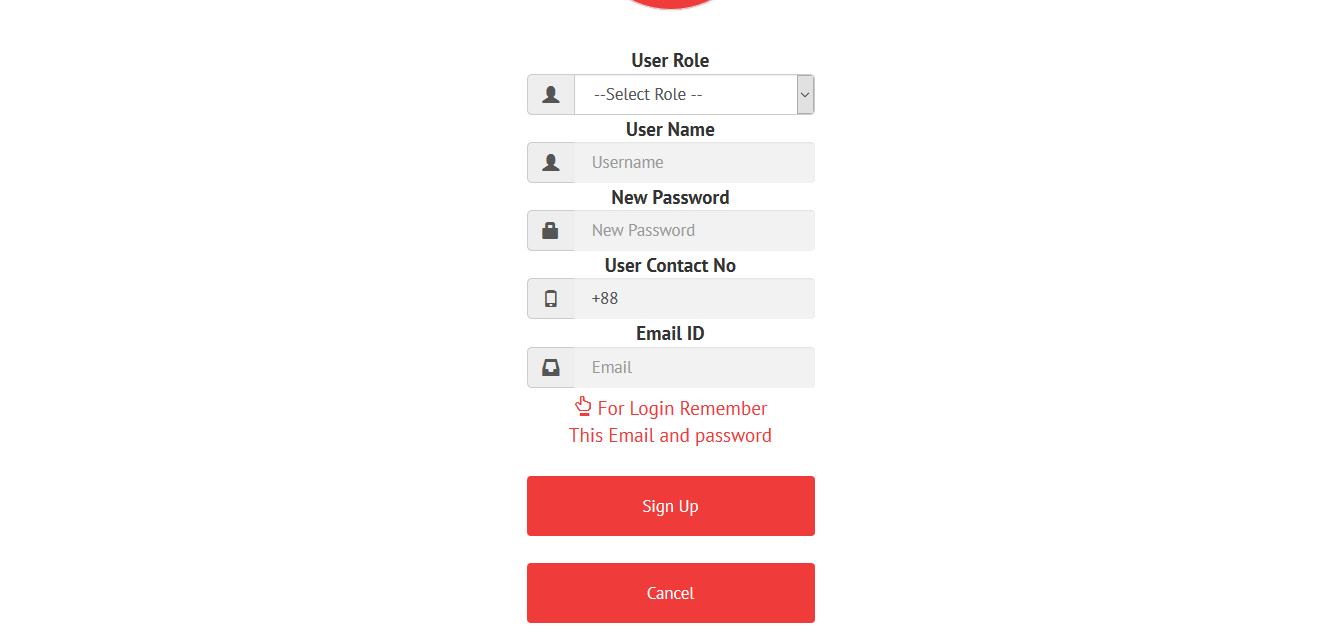 User Role
--Select Role --
User Name
Username
New Password
New Password
User Contact No
+88
Email ID
Email
For Login Remember
This Email and password
Sign Up
Cancel